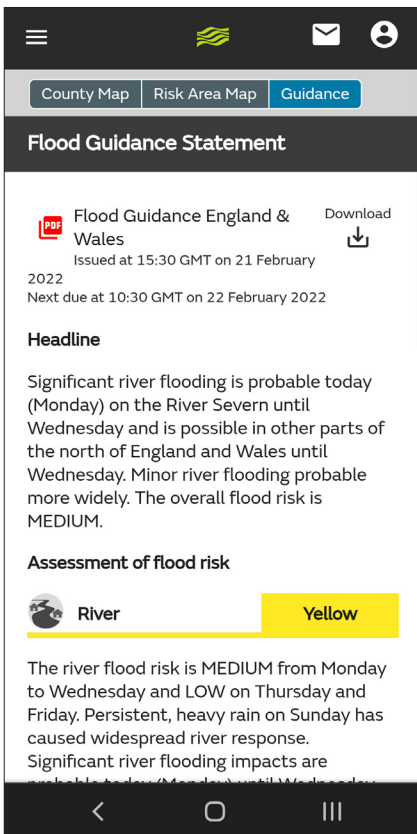 County Map Risk Area Map Guidance
Flood Guidance Statement
PDF
Flood Guidance England & Download
Wales
Issued at 15:30 GMT on 21 February
2022
Next due at 10:30 GMT on 22 February 2022
Headline
Significant river flooding is probable today
(Monday) on the River Severn until
Wednesday and is possible in other parts of
the north of England and Wales until
Wednesday. Minor river flooding probable
more widely. The overall flood risk is
MEDIUM.
Assessment of flood risk
River Yellow
The river flood risk is MEDIUM from Monday
to Wednesday and LOW on Thursday and
Friday. Persistent, heavy rain on Sunday has
caused widespread river response.
Significant river flooding impacts are
probable today (Monday) until Wednesday